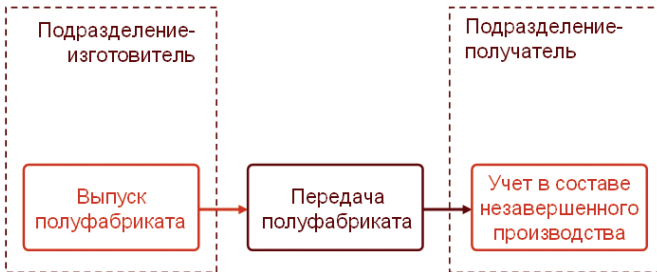 Подразделение-
изготовитель
Подразделение-
получатель
Выпуск
полуфабриката
Передача
полуфабриката
Учет в составе
незавершенного
производства